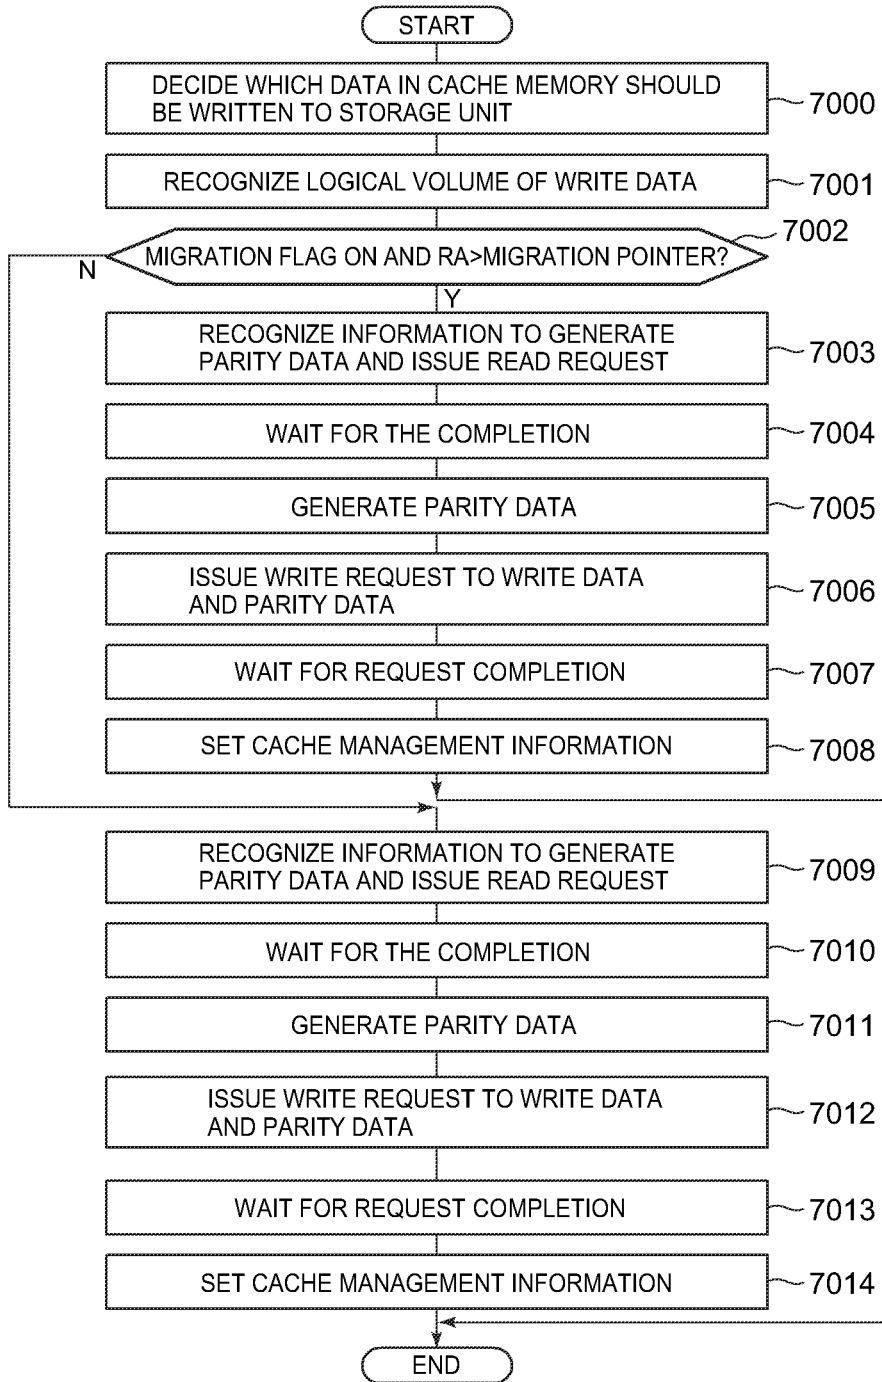 START
DECIDE WHICH DATA IN CACHE MEMORY SHOULD
BE WRITTEN TO STORAGE UNIT
7000
RECOGNIZE LOGICAL VOLUME OF WRITE DATA
7001
7002
MIGRATION FLAG ON AND RA>MIGRATION POINTER?
N
Y
RECOGNIZE INFORMATION TO GENERATE
PARITY DATA AND ISSUE READ REQUEST
7003
WAIT FOR THE COMPLETION
7004
GENERATE PARITY DATA
7005
ISSUE WRITE REQUEST TO WRITE DATA
AND PARITY DATA
7006
WAIT FOR REQUEST COMPLETION
7007
SET CACHE MANAGEMENT INFORMATION
7008
RECOGNIZE INFORMATION TO GENERATE
PARITY DATA AND ISSUE READ REQUEST
7009
WAIT FOR THE COMPLETION
7010
GENERATE PARITY DATA
7011
ISSUE WRITE REQUEST TO WRITE DATA
AND PARITY DATA
7012
WAIT FOR REQUEST COMPLETION
7013
SET CACHE MANAGEMENT INFORMATION
7014
END